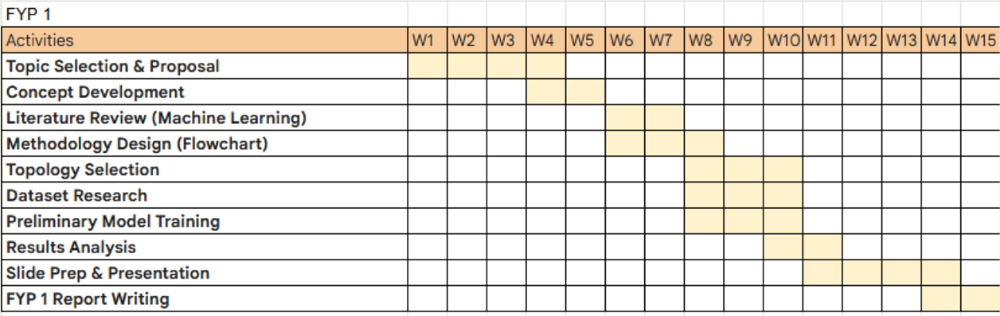 FYP 1
Activities W1 W2 W3 W4 W5 W6 W7 W8 W9 W10 W11 W12 W13 W14 W15
Topic Selection & Proposal
Concept Development
Literature Review (Machine Learning)
Methodology Design (Flowchart)
Topology Selection
Dataset Research
Preliminary Model Training
Results Analysis
Slide Prep & Presentation
FYP 1 Report Writing